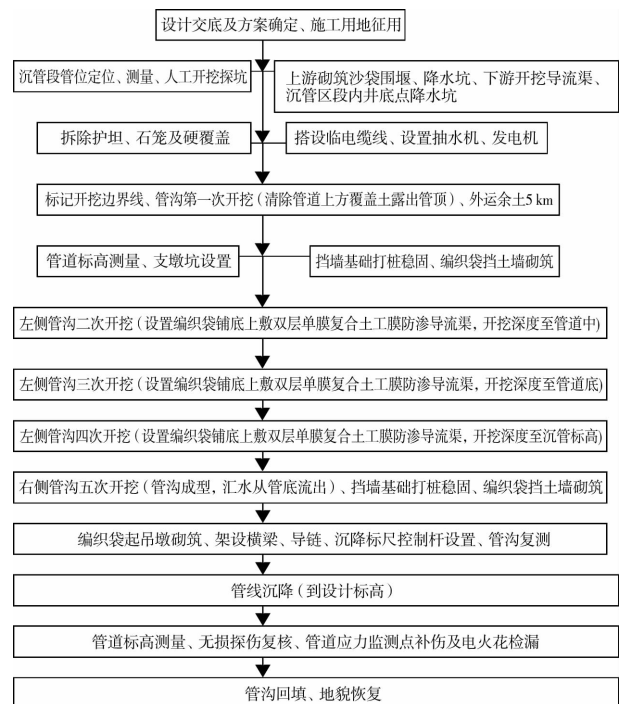 设计交底及方案确定、施工用地征用
沉管段管位定位、测量、人工开挖探坑
上游砌筑沙袋围堰、降水坑、下游开挖导流渠、
沉管区段内井底点降水坑
拆除护坦、石笼及硬覆盖
搭设临电缆线、设置抽水机、发电机
标记开挖边界线、管沟第一次开挖(清除管道上方覆盖土露出管顶)、外运余土5 km
管道标高测量、支墩坑设置
挡墙基础打桩稳固、编织袋挡土墙砌筑
左侧管沟二次开挖(设置编织袋铺底上敷双层单膜复合土工膜防渗导流渠,开挖深度至管道中)
左侧管沟三次开挖(设置编织袋铺底上敷双层单膜复合土工膜防渗导流渠,开挖深度至管道底)
左侧管沟四次开挖(设置编织袋铺底上敷双层单膜复合土工膜防渗导流渠,开挖深度至沉管标高)
右侧管沟五次开挖(管沟成型,汇水从管底流出)、挡墙基础打桩稳固、编织袋挡土墙砌筑
编织袋起吊墩砌筑、架设横梁、导链、沉降标尺控制杆设置、管沟复测
管线沉降(到设计标高)
管道标高测量、无损探伤复核、管道应力监测点补伤及电火花检漏
管沟回填、地貌恢复